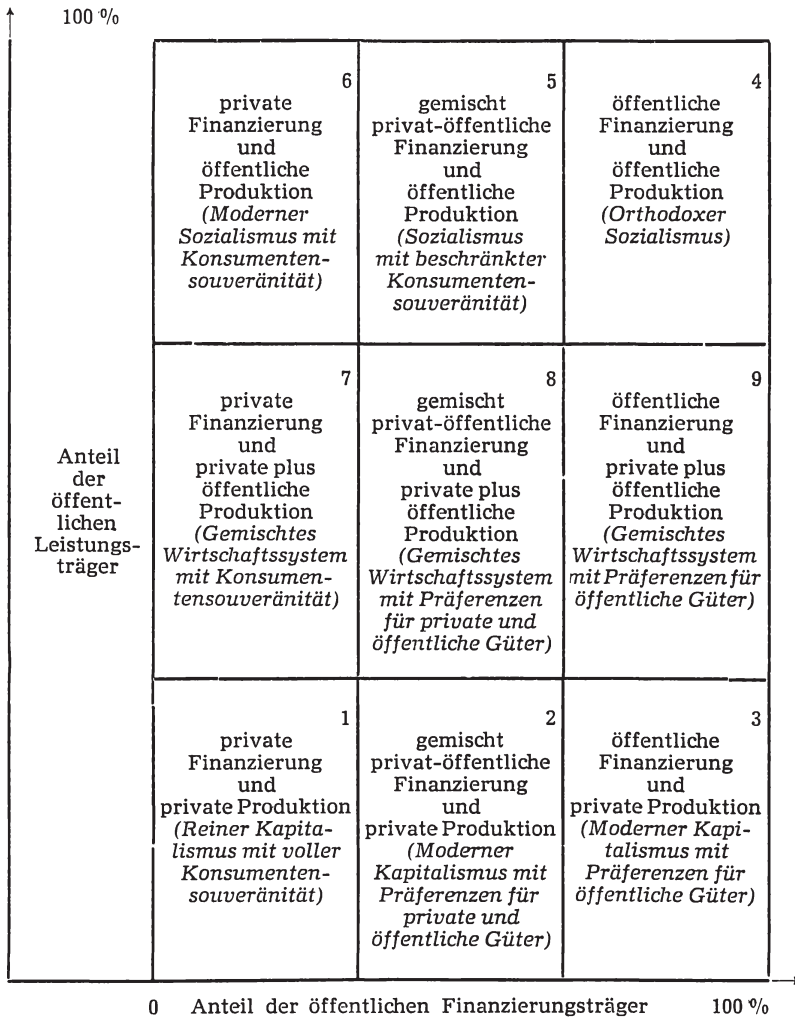 100 %
6
private
Finanzierung
und
öffentliche
Produktion
(Moderner
Sozialismus mit
Konsumenten-
souveränität)
5
gemischt
privat-öffentliche
Finanzierung
und
öffentliche
Produktion
(Sozialismus
mit beschränkter
Konsumenten-
souveränität)
4
öffentliche
Finanzierung
und
öffentliche
Produktion
(Orthodoxer
Sozialismus)
Anteil
der
öffent-
lichen
Leistungs-
träger
7
private
Finanzierung
und
private plus
öffentliche
Produktion
(Gemischtes
Wirtschaftssystem
mit Konsumen-
tensouveränität)
8
gemischt
privat-öffentliche
Finanzierung
und
private plus
öffentliche
Produktion
(Gemischtes
Wirtschaftssystem
mit Präferenzen
für private und
öffentliche Güter)
9
öffentliche
Finanzierung
und
private plus
öffentliche
Produktion
(Gemischtes
Wirtschaftssystem
mit Präferenzen für
öffentliche Güter)
1
private
Finanzierung
und
private Produktion
(Reiner Kapita-
lismus mit voller
Konsumenten-
souveränität)
2
gemischt
privat-öffentliche
Finanzierung
und
private Produktion
(Moderner
Kapitalismus mit
Präferenzen für
private und
öffentliche Güter)
3
öffentliche
Finanzierung
und
private Produktion
(Moderner Kapi-
talismus mit
Präferenzen für
öffentliche Güter)
0 Anteil der öffentlichen Finanzierungsträger 100 %